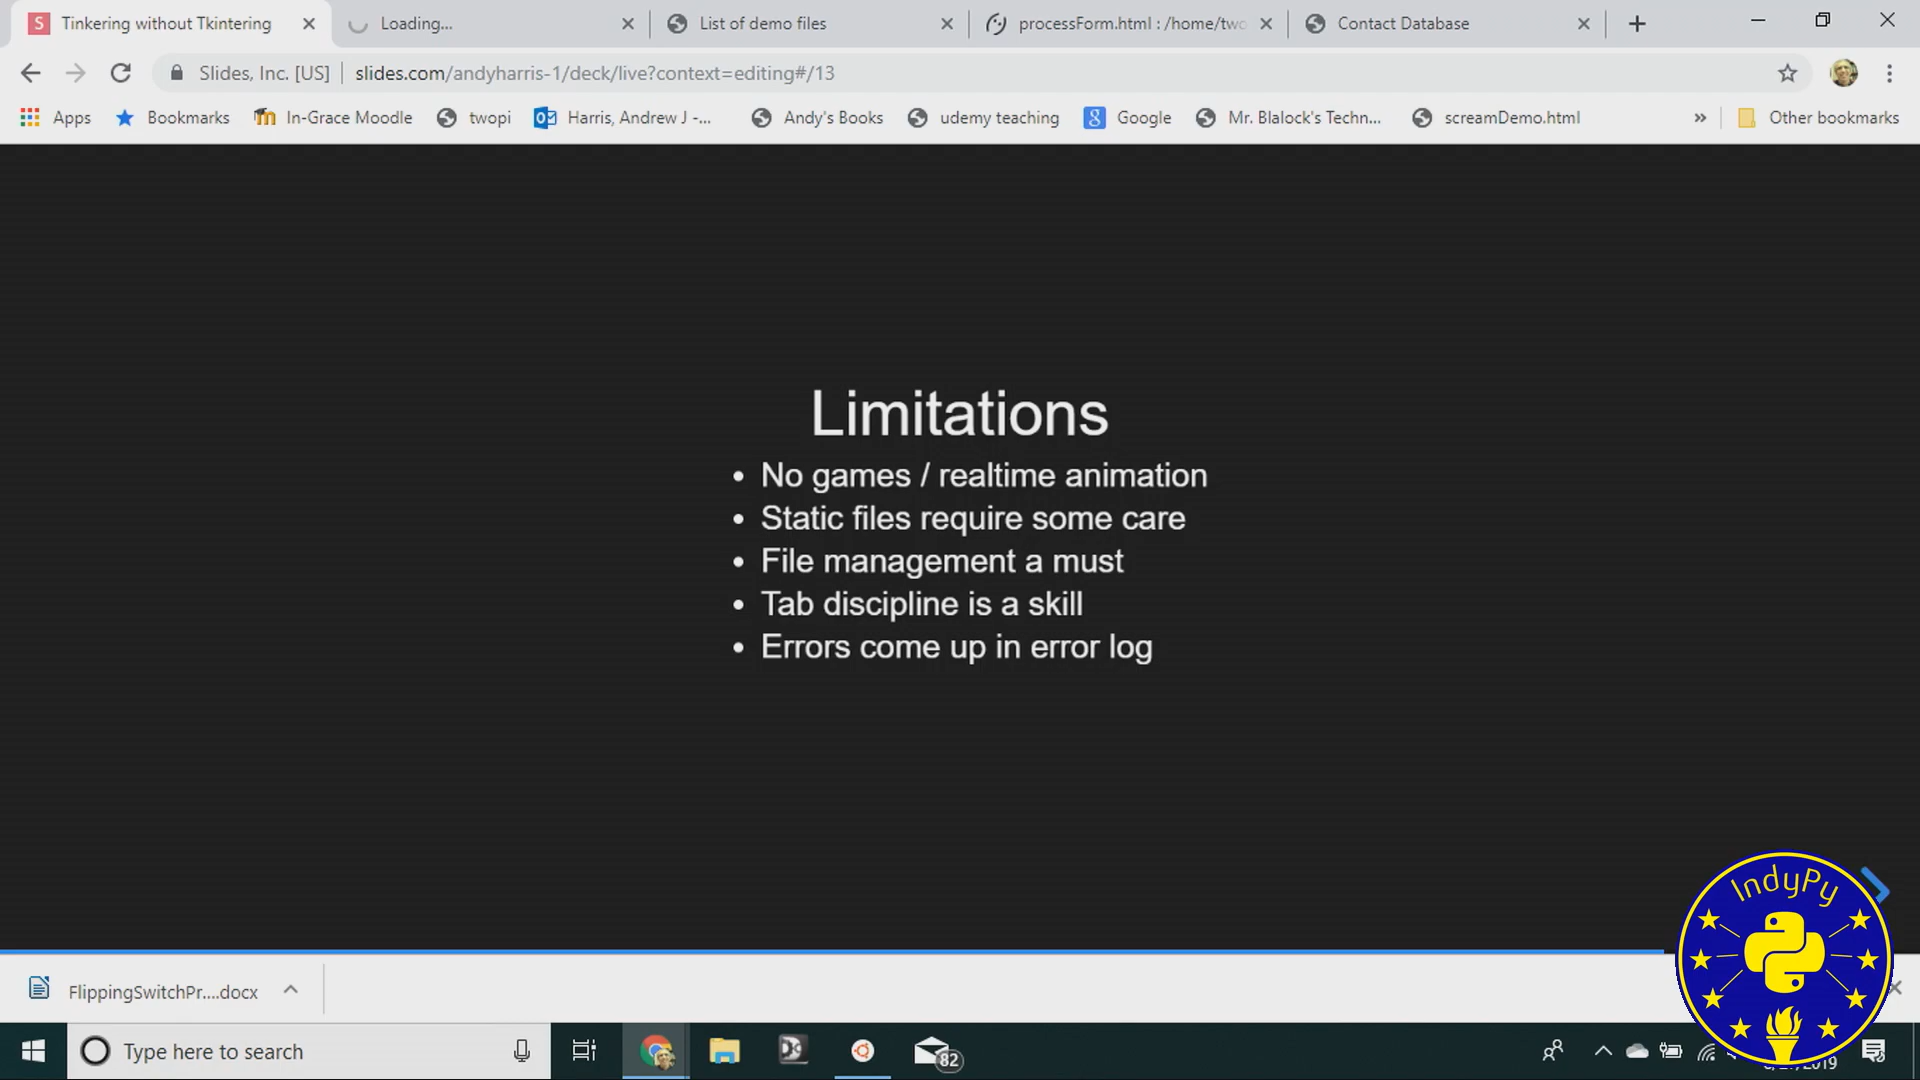 Tinkering without Tkintering
Loading...
List of demo files
processForm.html : /home/two
Contact Database
Slides, Inc. [US]
slides.com/andyharris-1/deck/live?context=editing#/13
Apps
Bookmarks
In-Grace Moodle
twopi
Harris, Andrew J -...
Andy's Books
udemy teaching
Google
Mr. Blalock's Techn...
screamDemo.html
Other bookmarks
Limitations
• No games / realtime animation
• Static files require some care
• File management a must
• Tab discipline is a skill
• Errors come up in error log
IndyPy
FlippingSwitchPr....docx
Type here to search
82